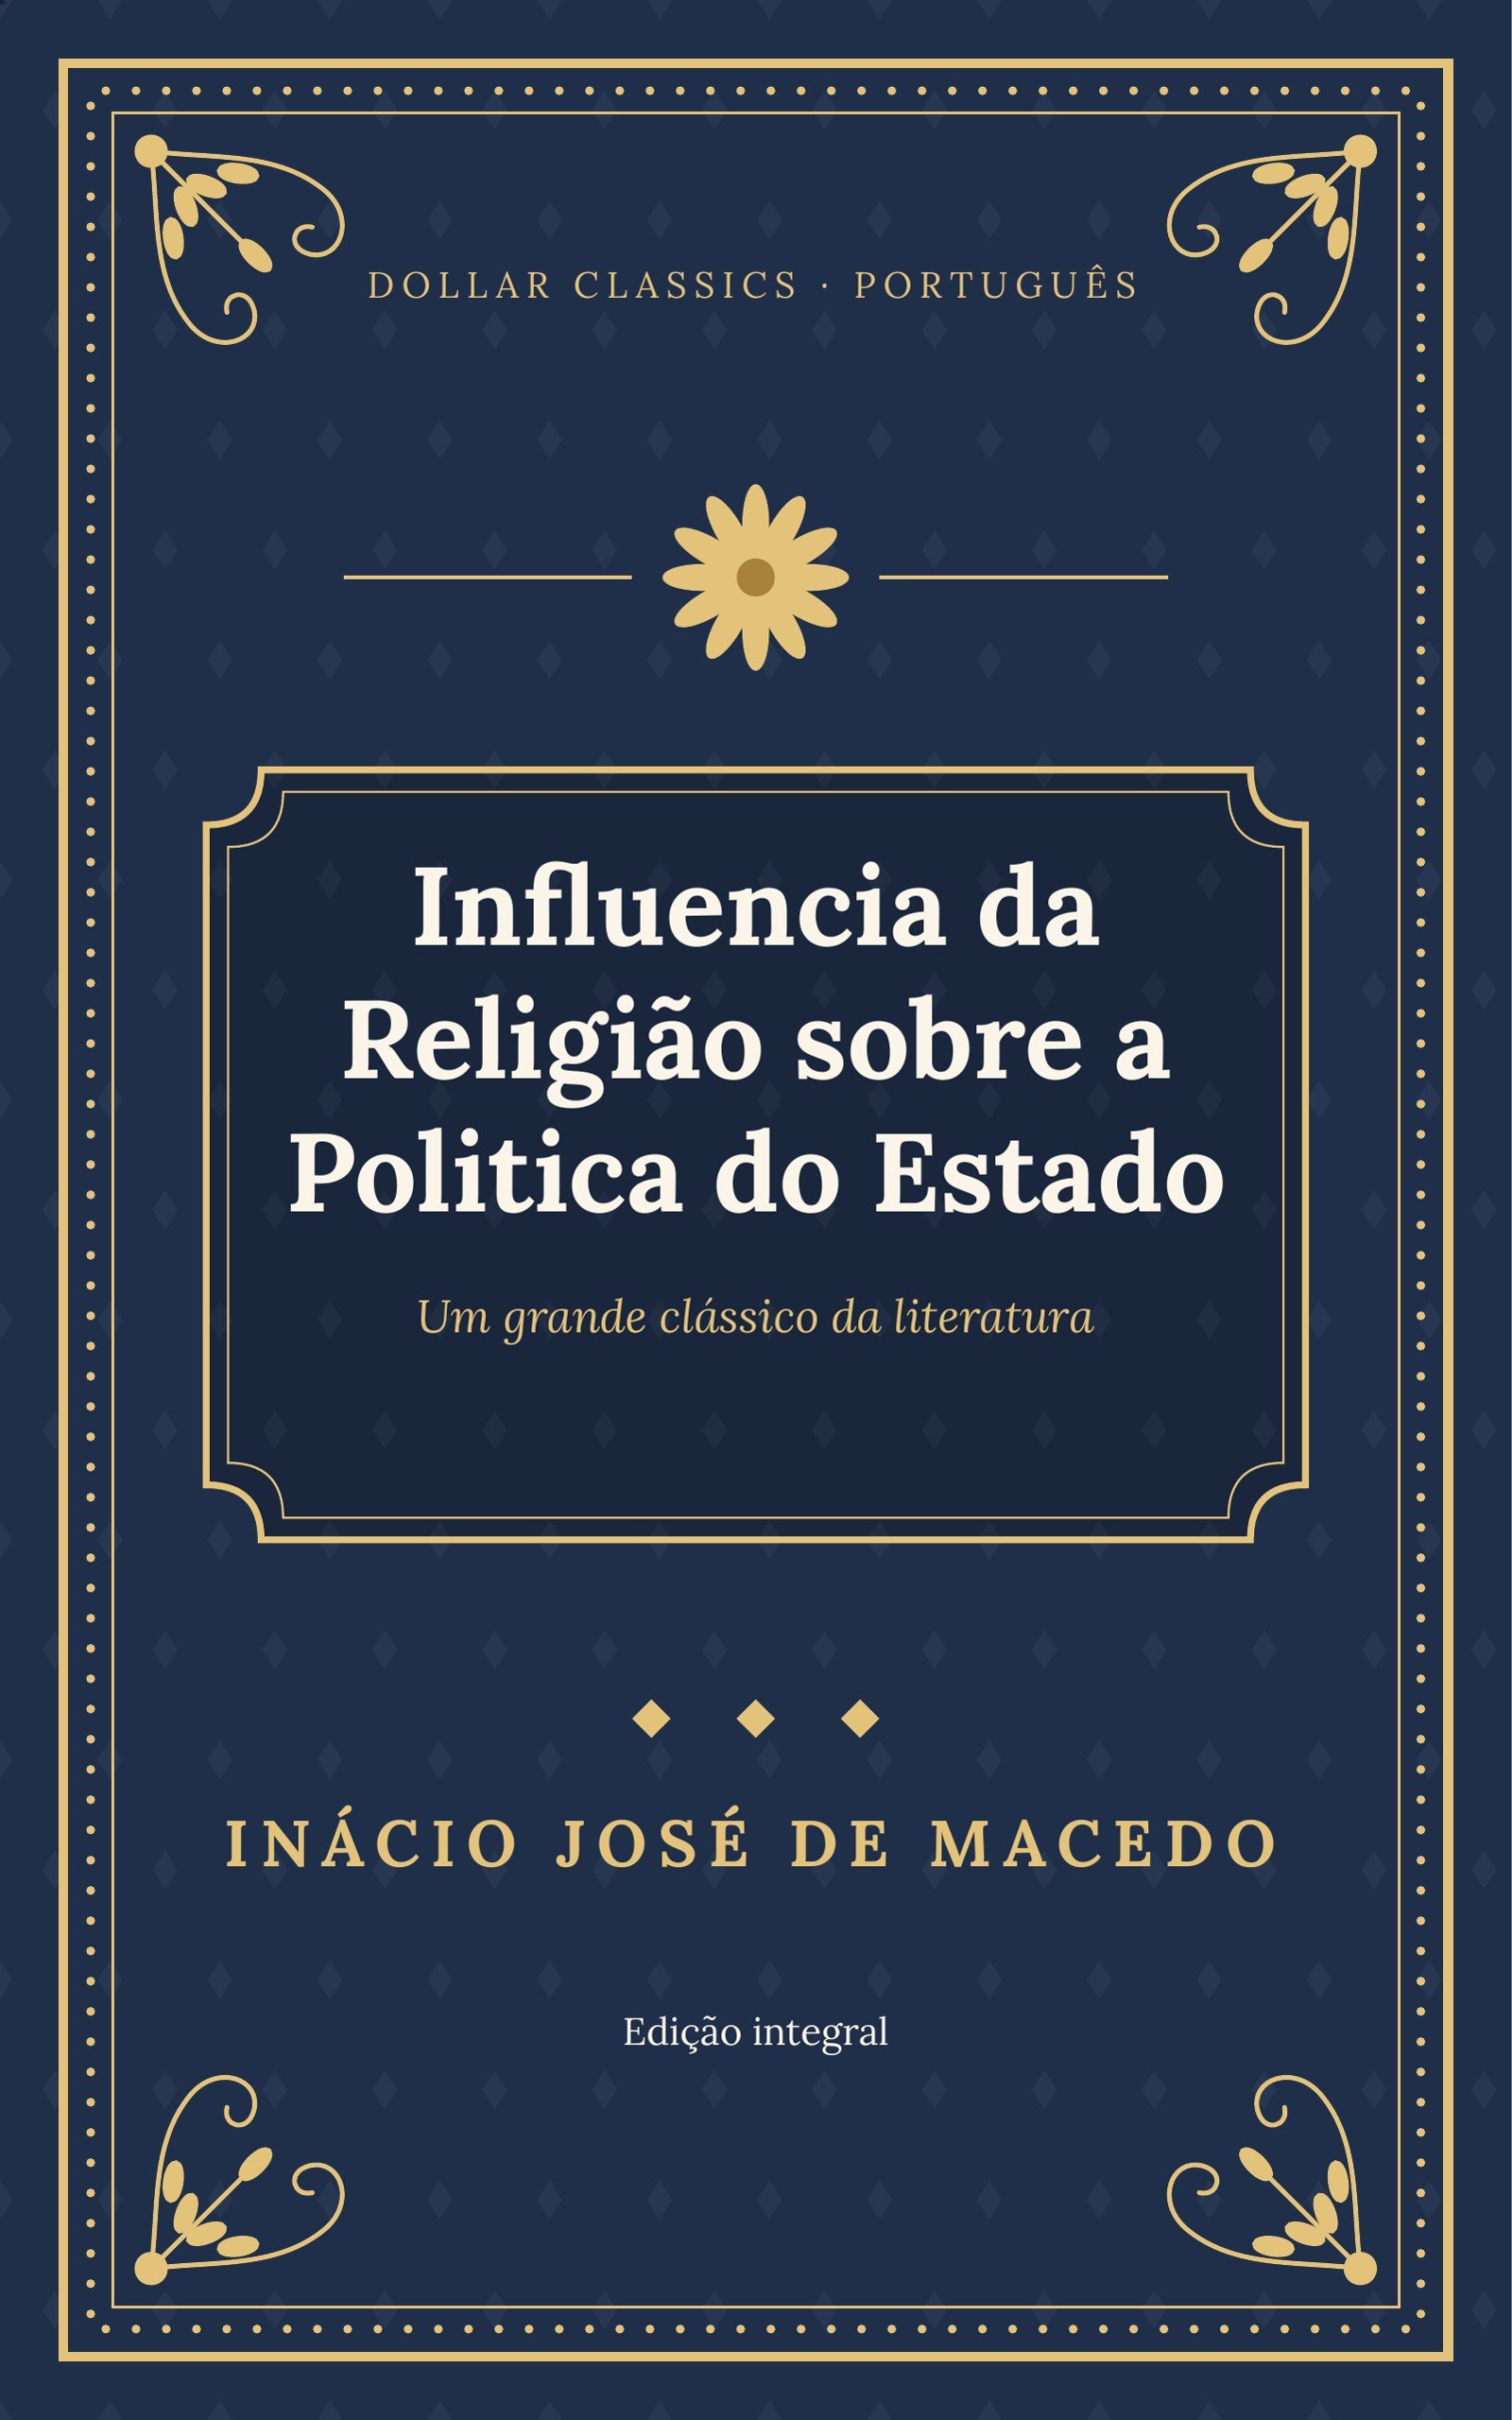 DOLLAR CLASSICS · PORTUGUÊS
Influencia da
Religião sobre a
Politica do Estado
Um grande clássico da literatura
INÁCIO JOSÉ DE MACEDO
Edição integral